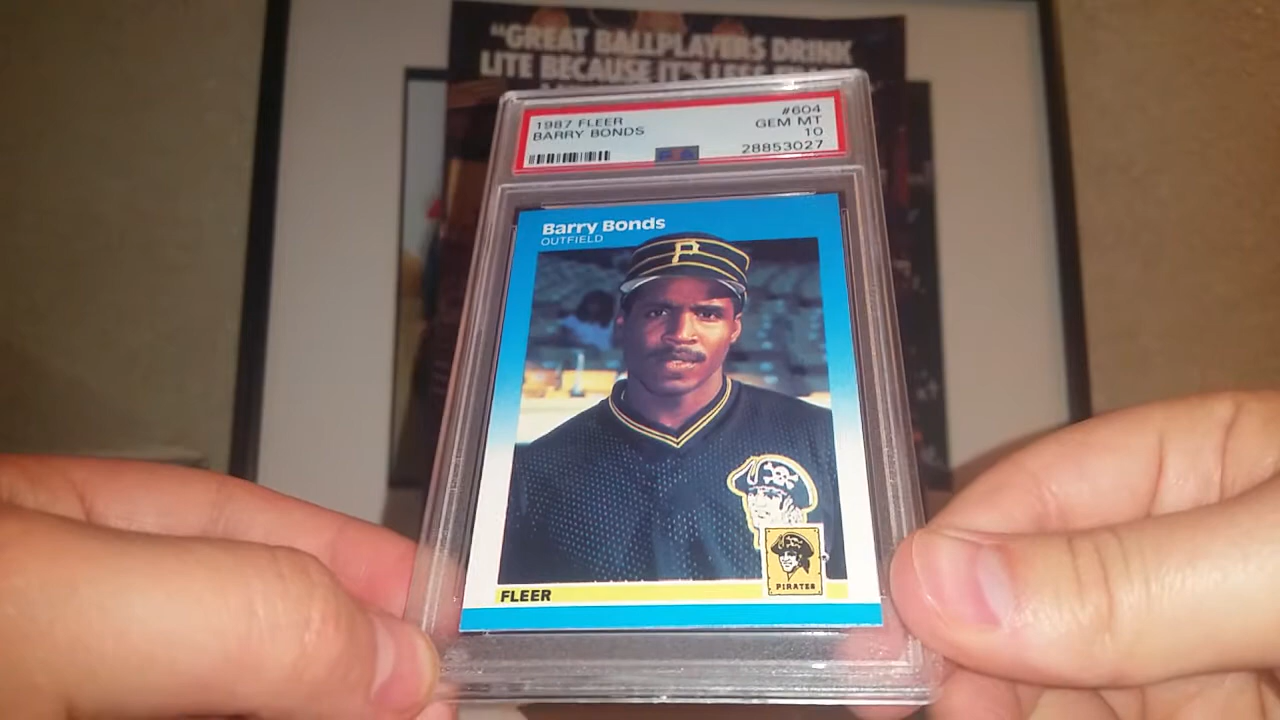 "GREAT BALLPLAYERS DRINK
LITE BECAUSE IT'S LESS
1987 FLEER
BARRY BONDS
#604
GEM MT
10
28853027
Barry Bonds
OUTFIELD
P
FLEER
PIRATES